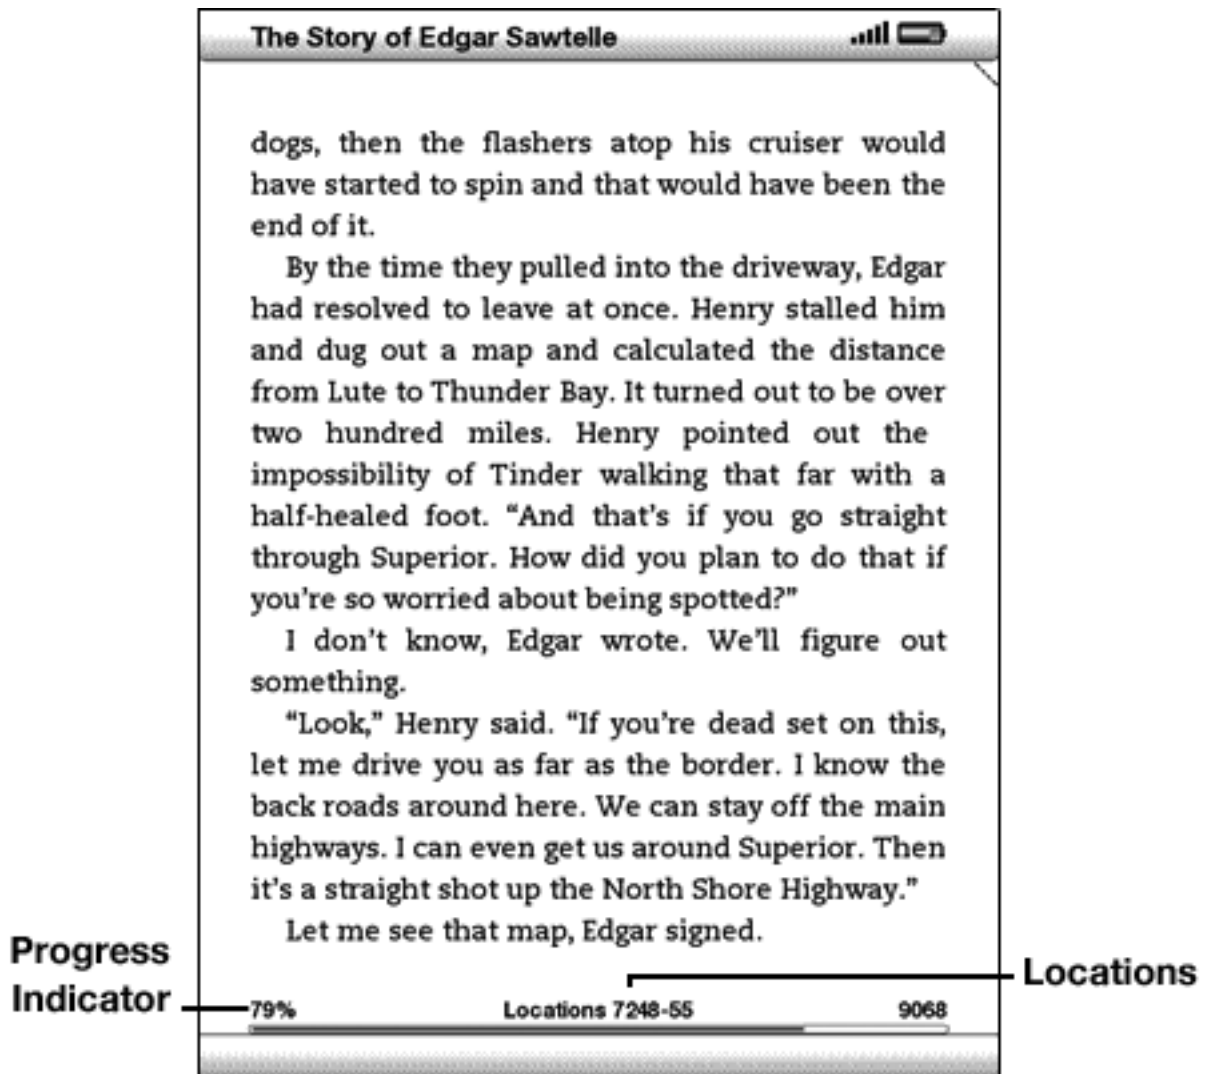 The Story of Edgar Sawtelle
dogs, then the flashers atop his cruiser would
have started to spin and that would have been the
end of it.
By the time they pulled into the driveway, Edgar
had resolved to leave at once. Henry stalled him
and dug out a map and calculated the distance
from Lute to Thunder Bay. It turned out to be over
two hundred miles. Henry pointed out the
impossibility of Tinder walking that far with a
half-healed foot. “And that’s if you go straight
through Superior. How did you plan to do that if
you’re so worried about being spotted?”
I don’t know, Edgar wrote. We’ll figure out
something.
“Look,” Henry said. “If you’re dead set on this,
let me drive you as far as the border. I know the
back roads around here. We can stay off the main
highways. I can even get us around Superior. Then
it’s a straight shot up the North Shore Highway.”
Let me see that map, Edgar signed.
Progress
Indicator
Locations
79% Locations 7248-55 9068